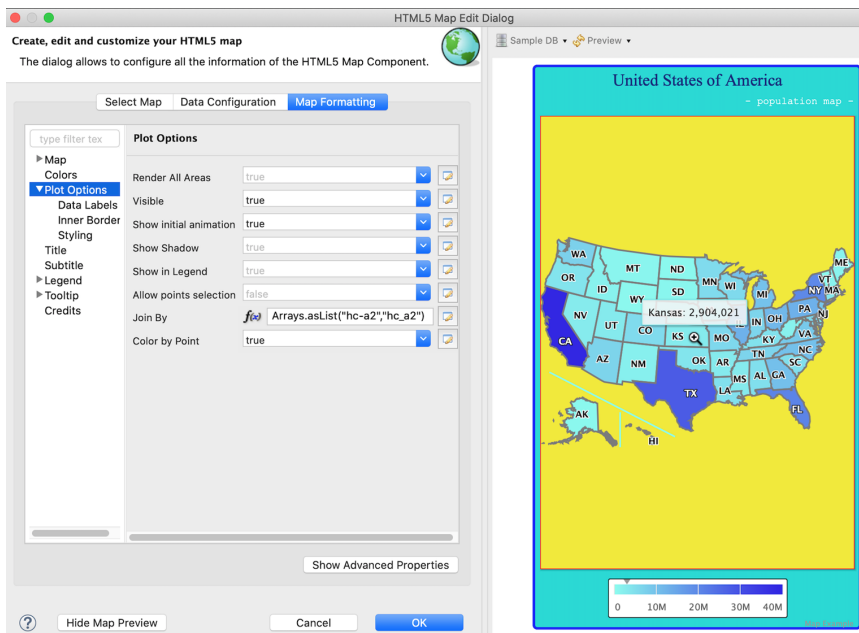 HTML5 Map Edit Dialog
Create, edit and customize your HTML5 map
The dialog allows to configure all the information of the HTML5 Map Component.
Select Map
Data Configuration
Map Formatting
type filter tex
Map
Colors
Plot Options
Data Labels
Inner Border
Styling
Title
Subtitle
Legend
Tooltip
Credits
Plot Options
Render All Areas true
Visible true
Show initial animation true
Show Shadow true
Show in Legend true
Allow points selection false
Join By f(x) Arrays.asList("hc-a2","hc_a2")
Color by Point true
Show Advanced Properties
Hide Map Preview
Cancel
OK
Sample DB
Preview
United States of America
- population map -
WA
MT
ND
ME
OR
ID
MN
WI
VT
WY
SD
MI
NY
MA
Kansas: 2,904,021
NV
UT
CO
KS
MO
IN
OH
PA
NJ
CA
KY
VA
AZ
NM
OK
AR
TN
NC
SC
MS
AL
GA
TX
LA
FL
AK
HI
0 10M 20M 30M 40M